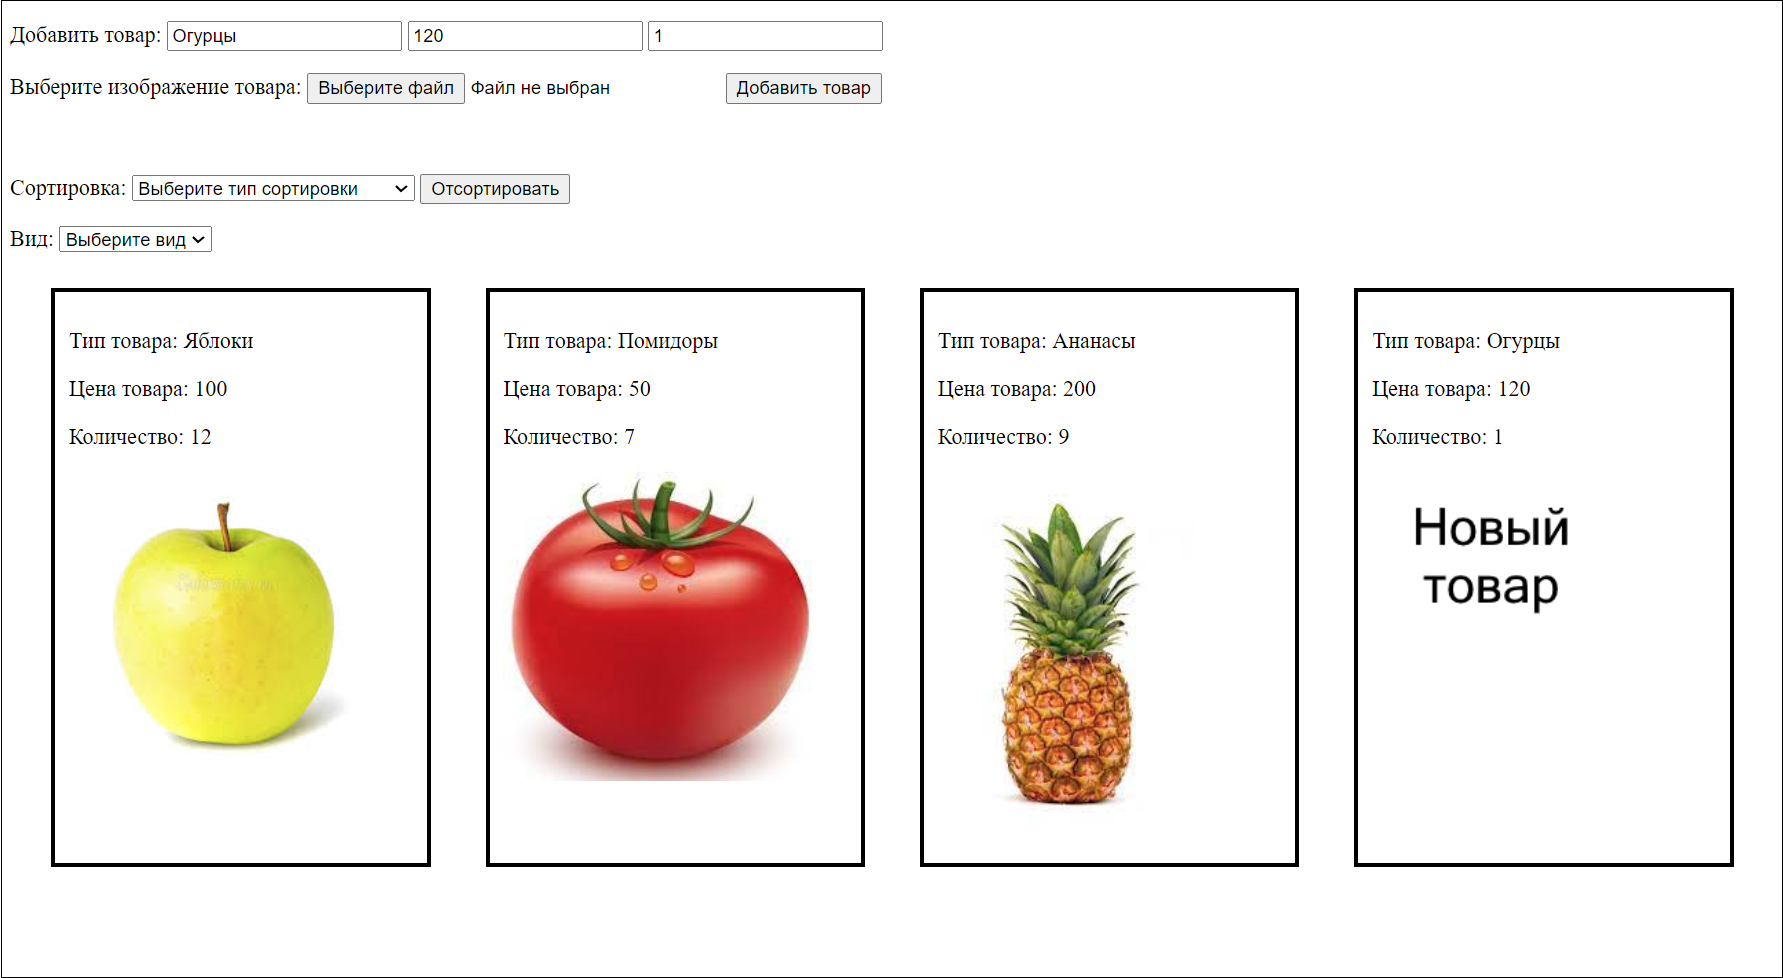 Добавить товар: Огурцы 120 1
Выберите изображение товара: Выберите файл Файл не выбран Добавить товар
Сортировка: Выберите тип сортировки Отсортировать
Вид: Выберите вид
Тип товара: Яблоки
Цена товара: 100
Количество: 12
Тип товара: Помидоры
Цена товара: 50
Количество: 7
Тип товара: Ананасы
Цена товара: 200
Количество: 9
Тип товара: Огурцы
Цена товара: 120
Количество: 1
Новый
товар